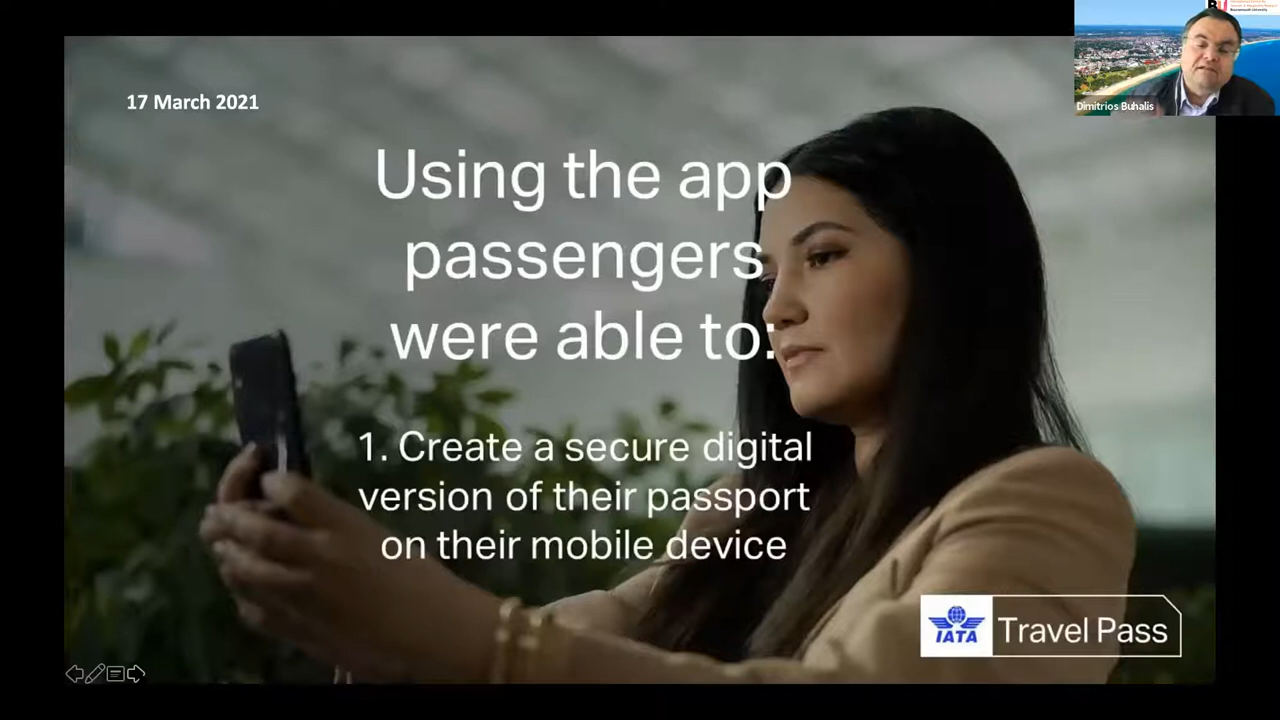 17 March 2021
Using the app
passengers
were able to:
1. Create a secure digital
version of their passport
on their mobile device
IATA
Travel Pass
Dimitrios Buhalis